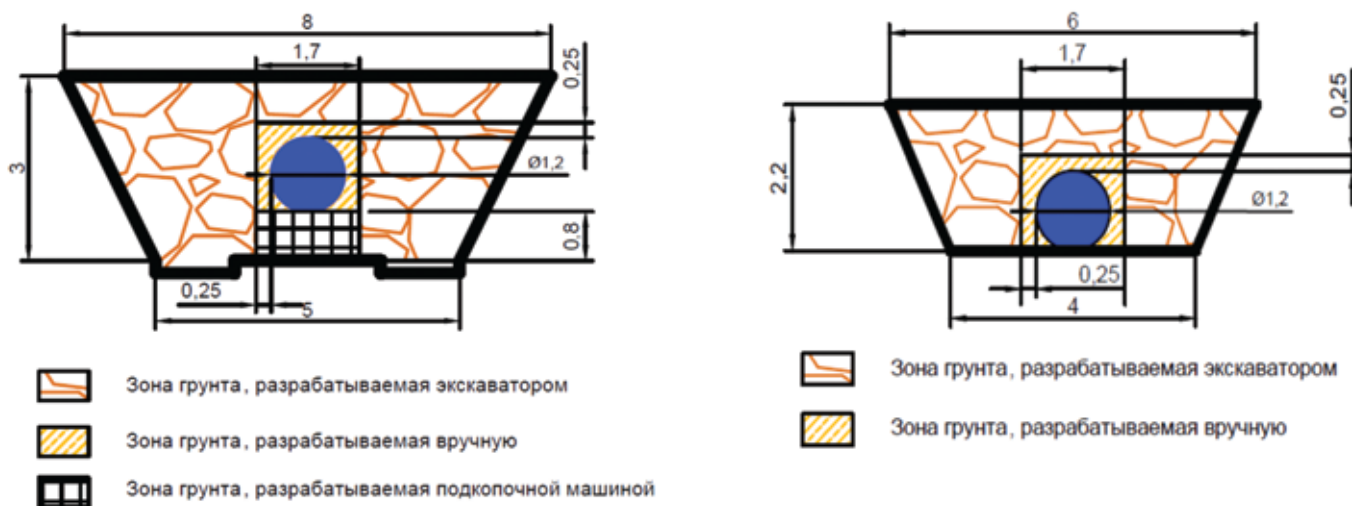 8
1,7
0,25
3
Ø1,2
0,8
0,25
5
Зона грунта, разрабатываемая экскаватором
Зона грунта, разрабатываемая вручную
Зона грунта, разрабатываемая подкопочной машиной
6
1,7
0,25
2,2
Ø1,2
0,25
4
Зона грунта, разрабатываемая экскаватором
Зона грунта, разрабатываемая вручную